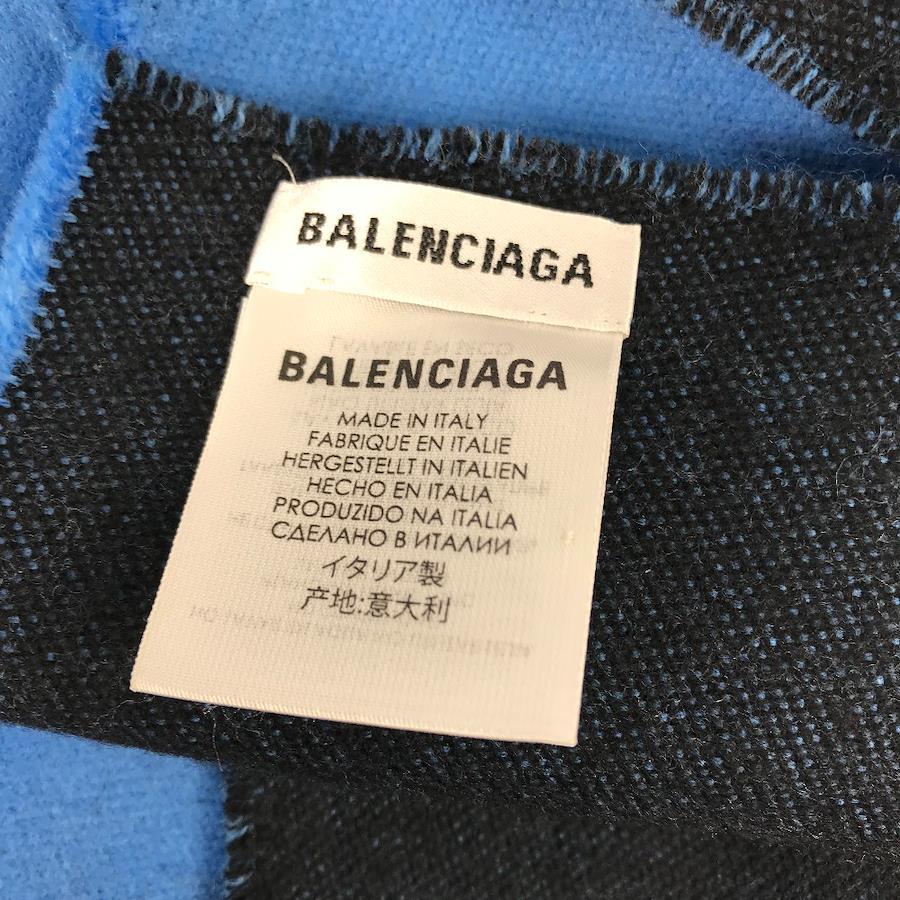 BALENCIAGA
BALENCIAGA
MADE IN ITALY
FABRIQUE EN ITALIE
HERGESTELLT IN ITALIEN
HECHO EN ITALIA
PRODUZIDO NA ITALIA
СДЕЛАНО В ИТАЛИИ
イタリア製
产地:意大利